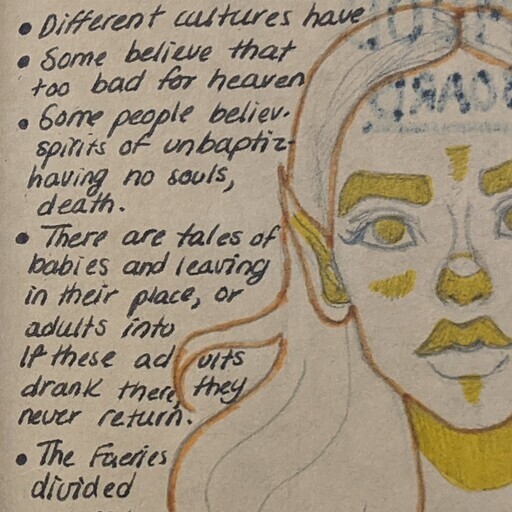 • Different cultures have
• Some believe that
too bad for heaven
• Some people believ.
spirits of unbaptiz-
having no souls,
death.
• There are tales of
babies and leaving
in their place, or
adults into
If these adults
drank there, they
never return.
• The Faeries
divided